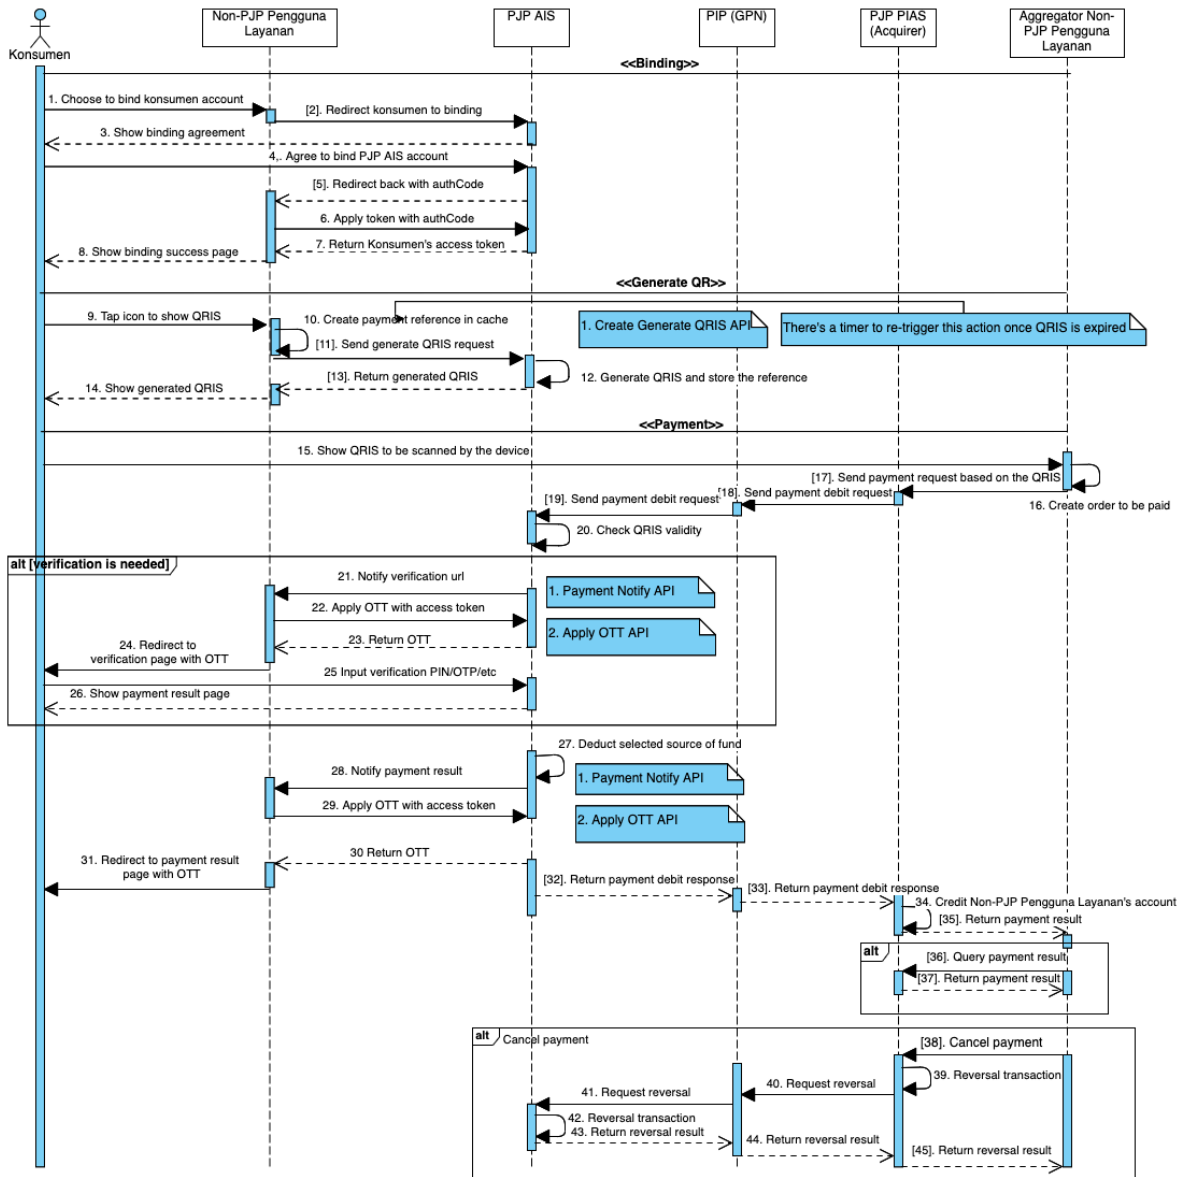 Konsumen
Non-PJP Pengguna
Layanan
PJP AIS
PIP (GPN)
PJP PIAS
(Acquirer)
Aggregator Non-
PJP Pengguna
Layanan
<<Binding>>
1. Choose to bind konsumen account
[2]. Redirect konsumen to binding
3. Show binding agreement
4,. Agree to bind PJP AIS account
[5]. Redirect back with authCode
6. Apply token with authCode
7. Return Konsumen's access token
8. Show binding success page
<<Generate QR>>
9. Tap icon to show QRIS
10. Create payment reference in cache
1. Create Generate QRIS API
There's a timer to re-trigger this action once QRIS is expired
[11]. Send generate QRIS request
12. Generate QRIS and store the reference
[13]. Return generated QRIS
14. Show generated QRIS
<<Payment>>
15. Show QRIS to be scanned by the device
16. Create order to be paid
[17]. Send payment request based on the QRIS
[18]. Send payment debit request
[19]. Send payment debit request
20. Check QRIS validity
alt [verification is needed]
21. Notify verification url
1. Payment Notify API
22. Apply OTT with access token
2. Apply OTT API
23. Return OTT
24. Redirect to
verification page with OTT
25 Input verification PIN/OTP/etc
26. Show payment result page
27. Deduct selected source of fund
28. Notify payment result
1. Payment Notify API
29. Apply OTT with access token
2. Apply OTT API
30 Return OTT
31. Redirect to payment result
page with OTT
[32]. Return payment debit response
[33]. Return payment debit response
34. Credit Non-PJP Pengguna Layanan's account
[35]. Return payment result
alt
[36]. Query payment result
[37]. Return payment result
alt
Cancel payment
[38]. Cancel payment
39. Reversal transaction
40. Request reversal
41. Request reversal
42. Reversal transaction
43. Return reversal result
44. Return reversal result
[45]. Return reversal result